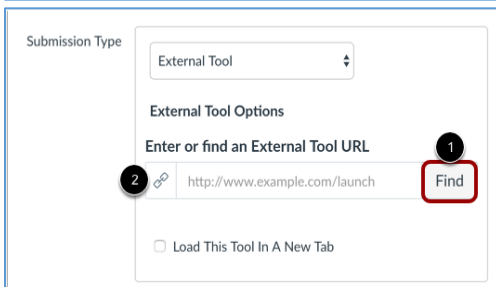 Submission Type
External Tool
External Tool Options
Enter or find an External Tool URL
1
2
http://www.example.com/launch
Find
Load This Tool In A New Tab